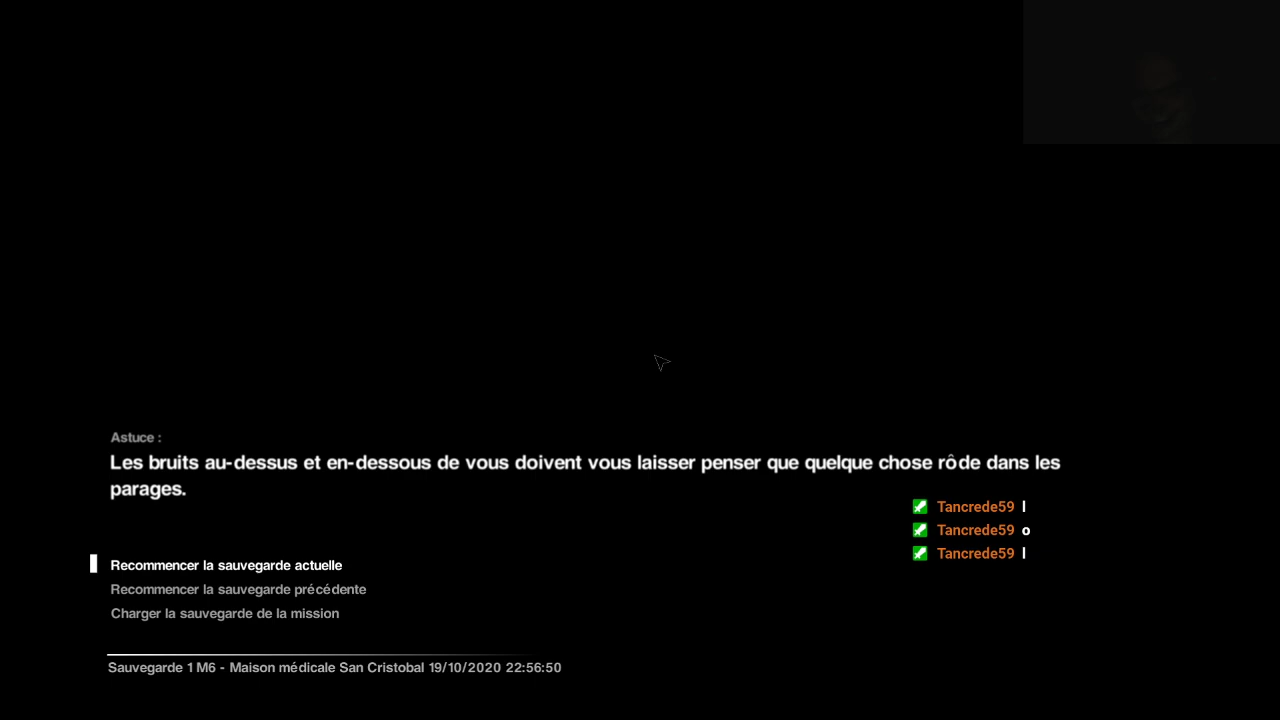 Astuce :
Les bruits au-dessus et en-dessous de vous doivent vous laisser penser que quelque chose rôde dans les
parages.
Tancrede59 l
Tancrede59 o
Tancrede59 l
Recommencer la sauvegarde actuelle
Recommencer la sauvegarde précédente
Charger la sauvegarde de la mission
Sauvegarde 1 M6 - Maison médicale San Cristobal 19/10/2020 22:56:50